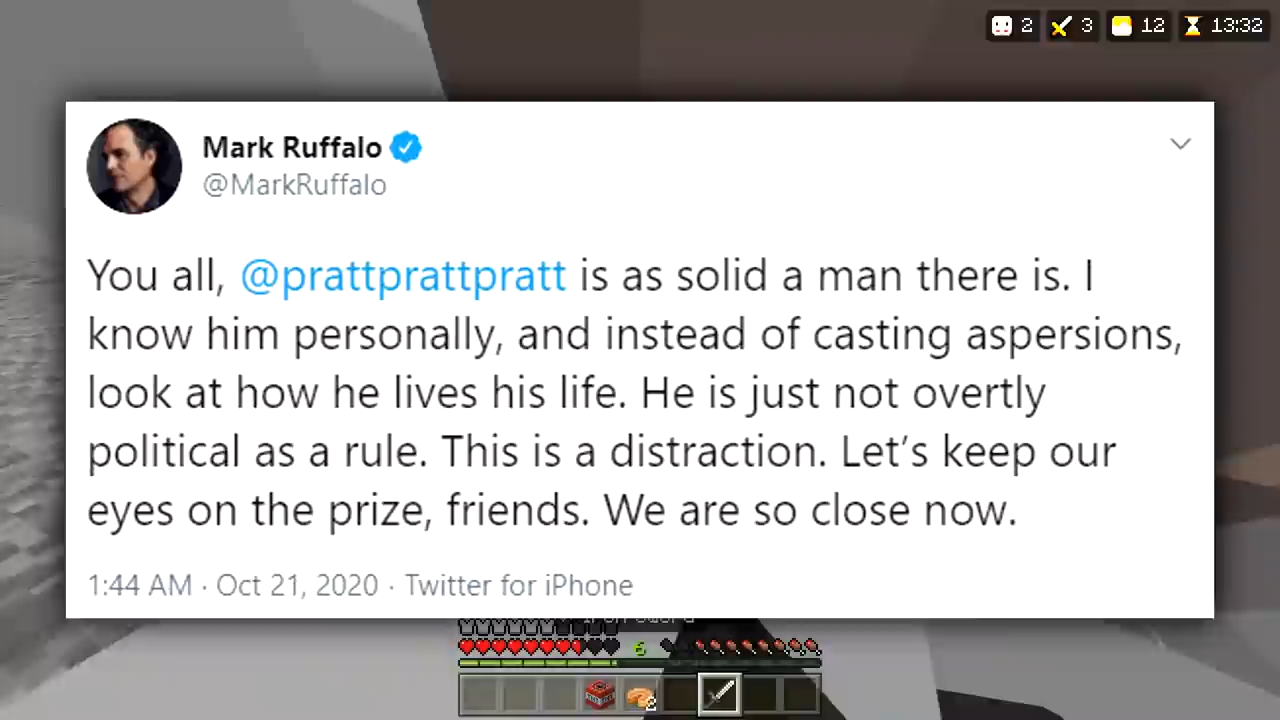 2 3 12 13:32
Mark Ruffalo
@MarkRuffalo
You all, @prattprattpratt is as solid a man there is. I
know him personally, and instead of casting aspersions,
look at how he lives his life. He is just not overtly
political as a rule. This is a distraction. Let’s keep our
eyes on the prize, friends. We are so close now.
1:44 AM · Oct 21, 2020 · Twitter for iPhone
6
2